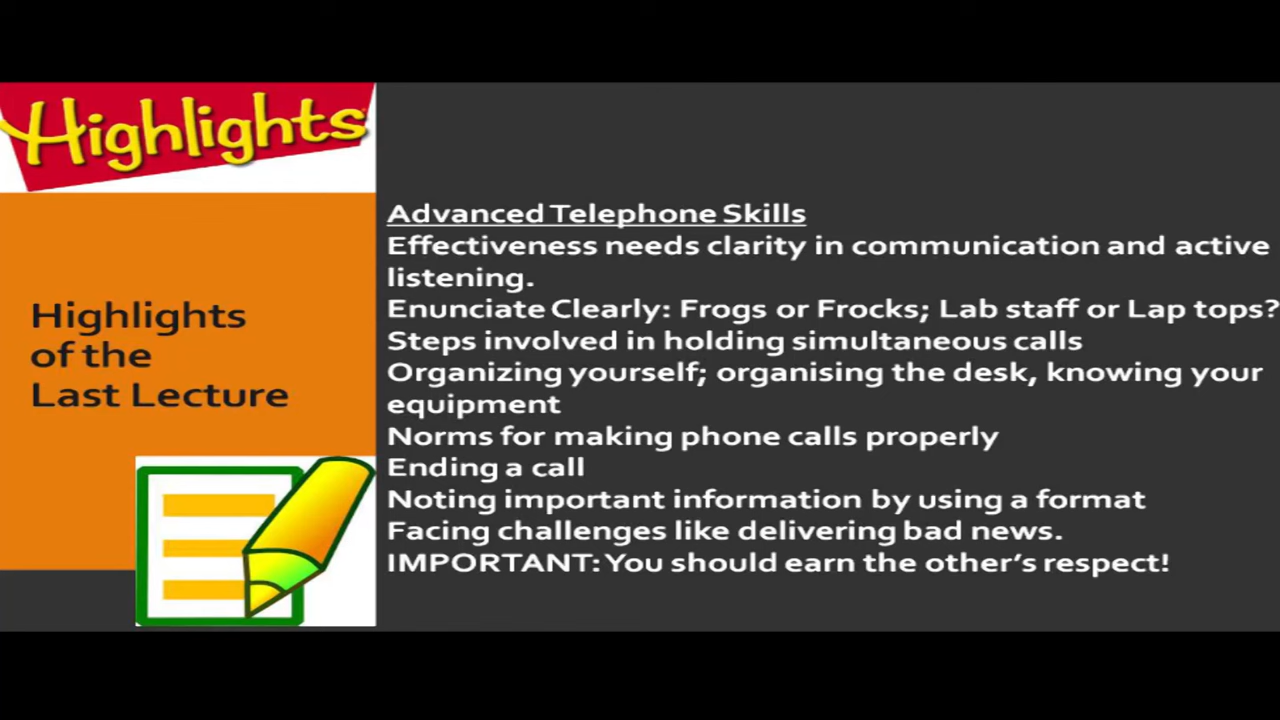 Highlights
Highlights
of the
Last Lecture
Advanced Telephone Skills
Effectiveness needs clarity in communication and active
listening.
Enunciate Clearly: Frogs or Frocks; Lab staff or Lap tops?
Steps involved in holding simultaneous calls
Organizing yourself; organising the desk, knowing your
equipment
Norms for making phone calls properly
Ending a call
Noting important information by using a format
Facing challenges like delivering bad news.
IMPORTANT: You should earn the other's respect!